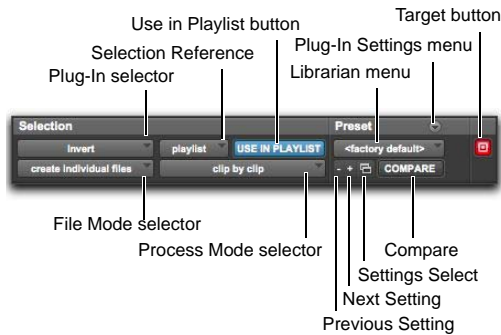 Use in Playlist button
Target button
Selection Reference
Plug-In Settings menu
Plug-In selector
Librarian menu
Selection
Preset
Invert
playlist
USE IN PLAYLIST
<factory default>
create individual files
clip by clip
- +
COMPARE
File Mode selector
Process Mode selector
Compare
Settings Select
Next Setting
Previous Setting